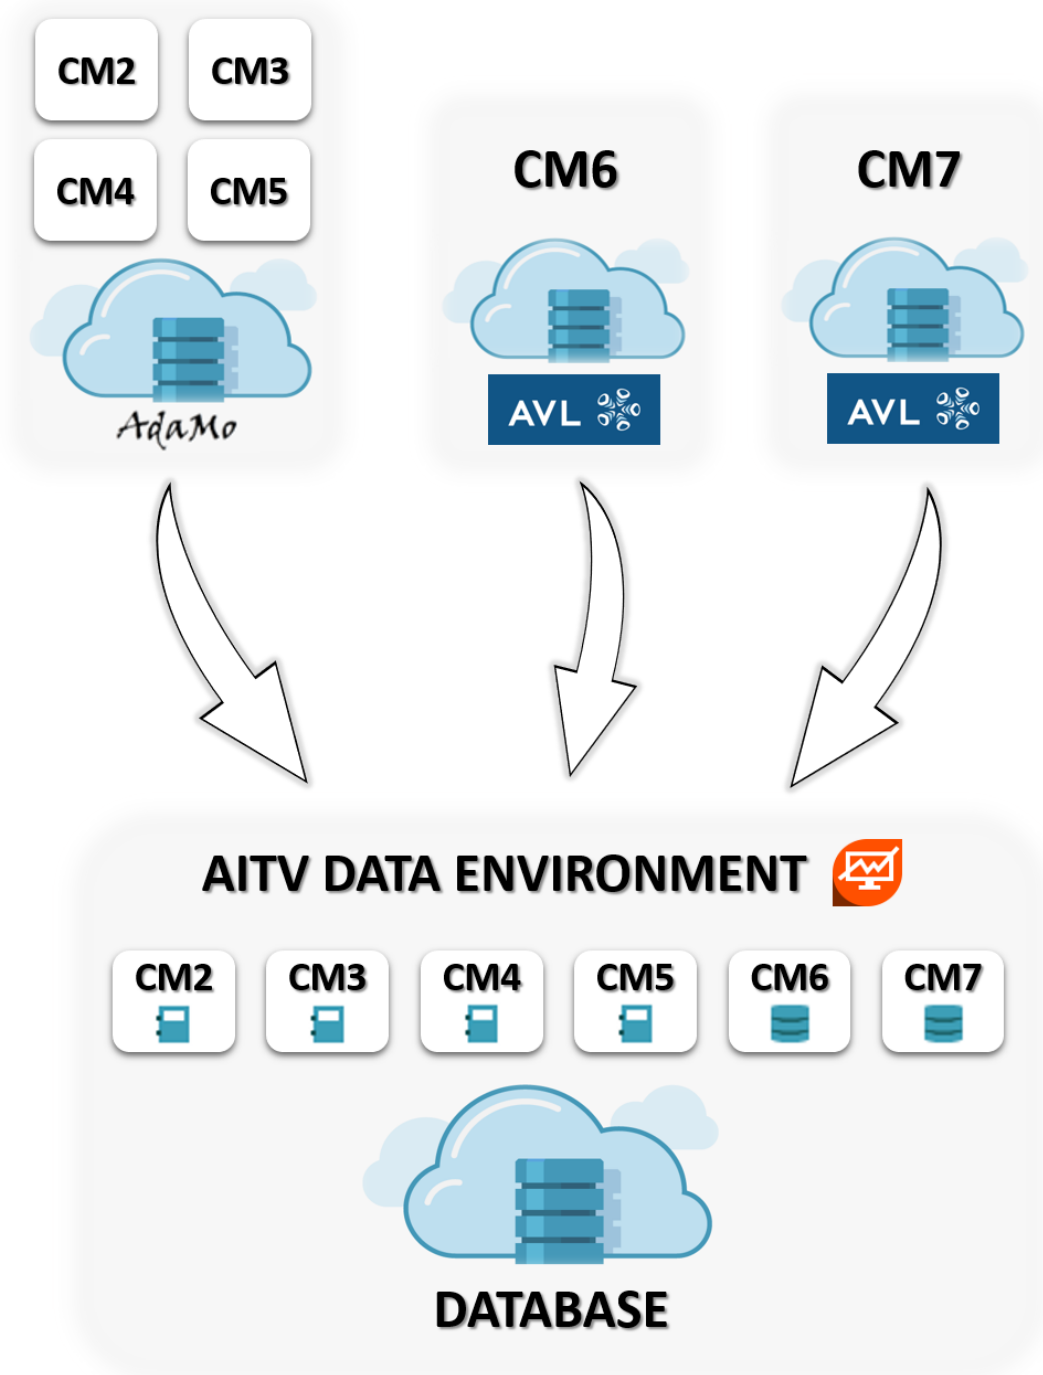 CM2 CM3
CM4 CM5
AdaMo
CM6
AVL
CM7
AVL
AITV DATA ENVIRONMENT
CM2 CM3 CM4 CM5 CM6 CM7
DATABASE